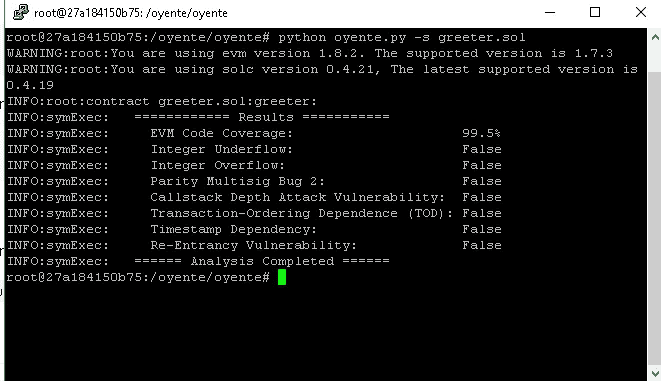 root@27a184150b75: /oyente/oyente
root@27a184150b75:/oyente/oyente# python oyente.py -s greeter.sol
WARNING:root:You are using evm version 1.8.2. The supported version is 1.7.3
WARNING:root:You are using solc version 0.4.21, The latest supported version is
0.4.19
INFO:root:contract greeter.sol:greeter:
INFO:symExec:   ============ Results ===========
INFO:symExec:     EVM Code Coverage:                     99.5%
INFO:symExec:     Integer Underflow:                     False
INFO:symExec:     Integer Overflow:                      False
INFO:symExec:     Parity Multisig Bug 2:                 False
INFO:symExec:     Callstack Depth Attack Vulnerability:  False
INFO:symExec:     Transaction-Ordering Dependence (TOD): False
INFO:symExec:     Timestamp Dependency:                  False
INFO:symExec:     Re-Entrancy Vulnerability:             False
INFO:symExec:   ====== Analysis Completed ======
root@27a184150b75:/oyente/oyente#